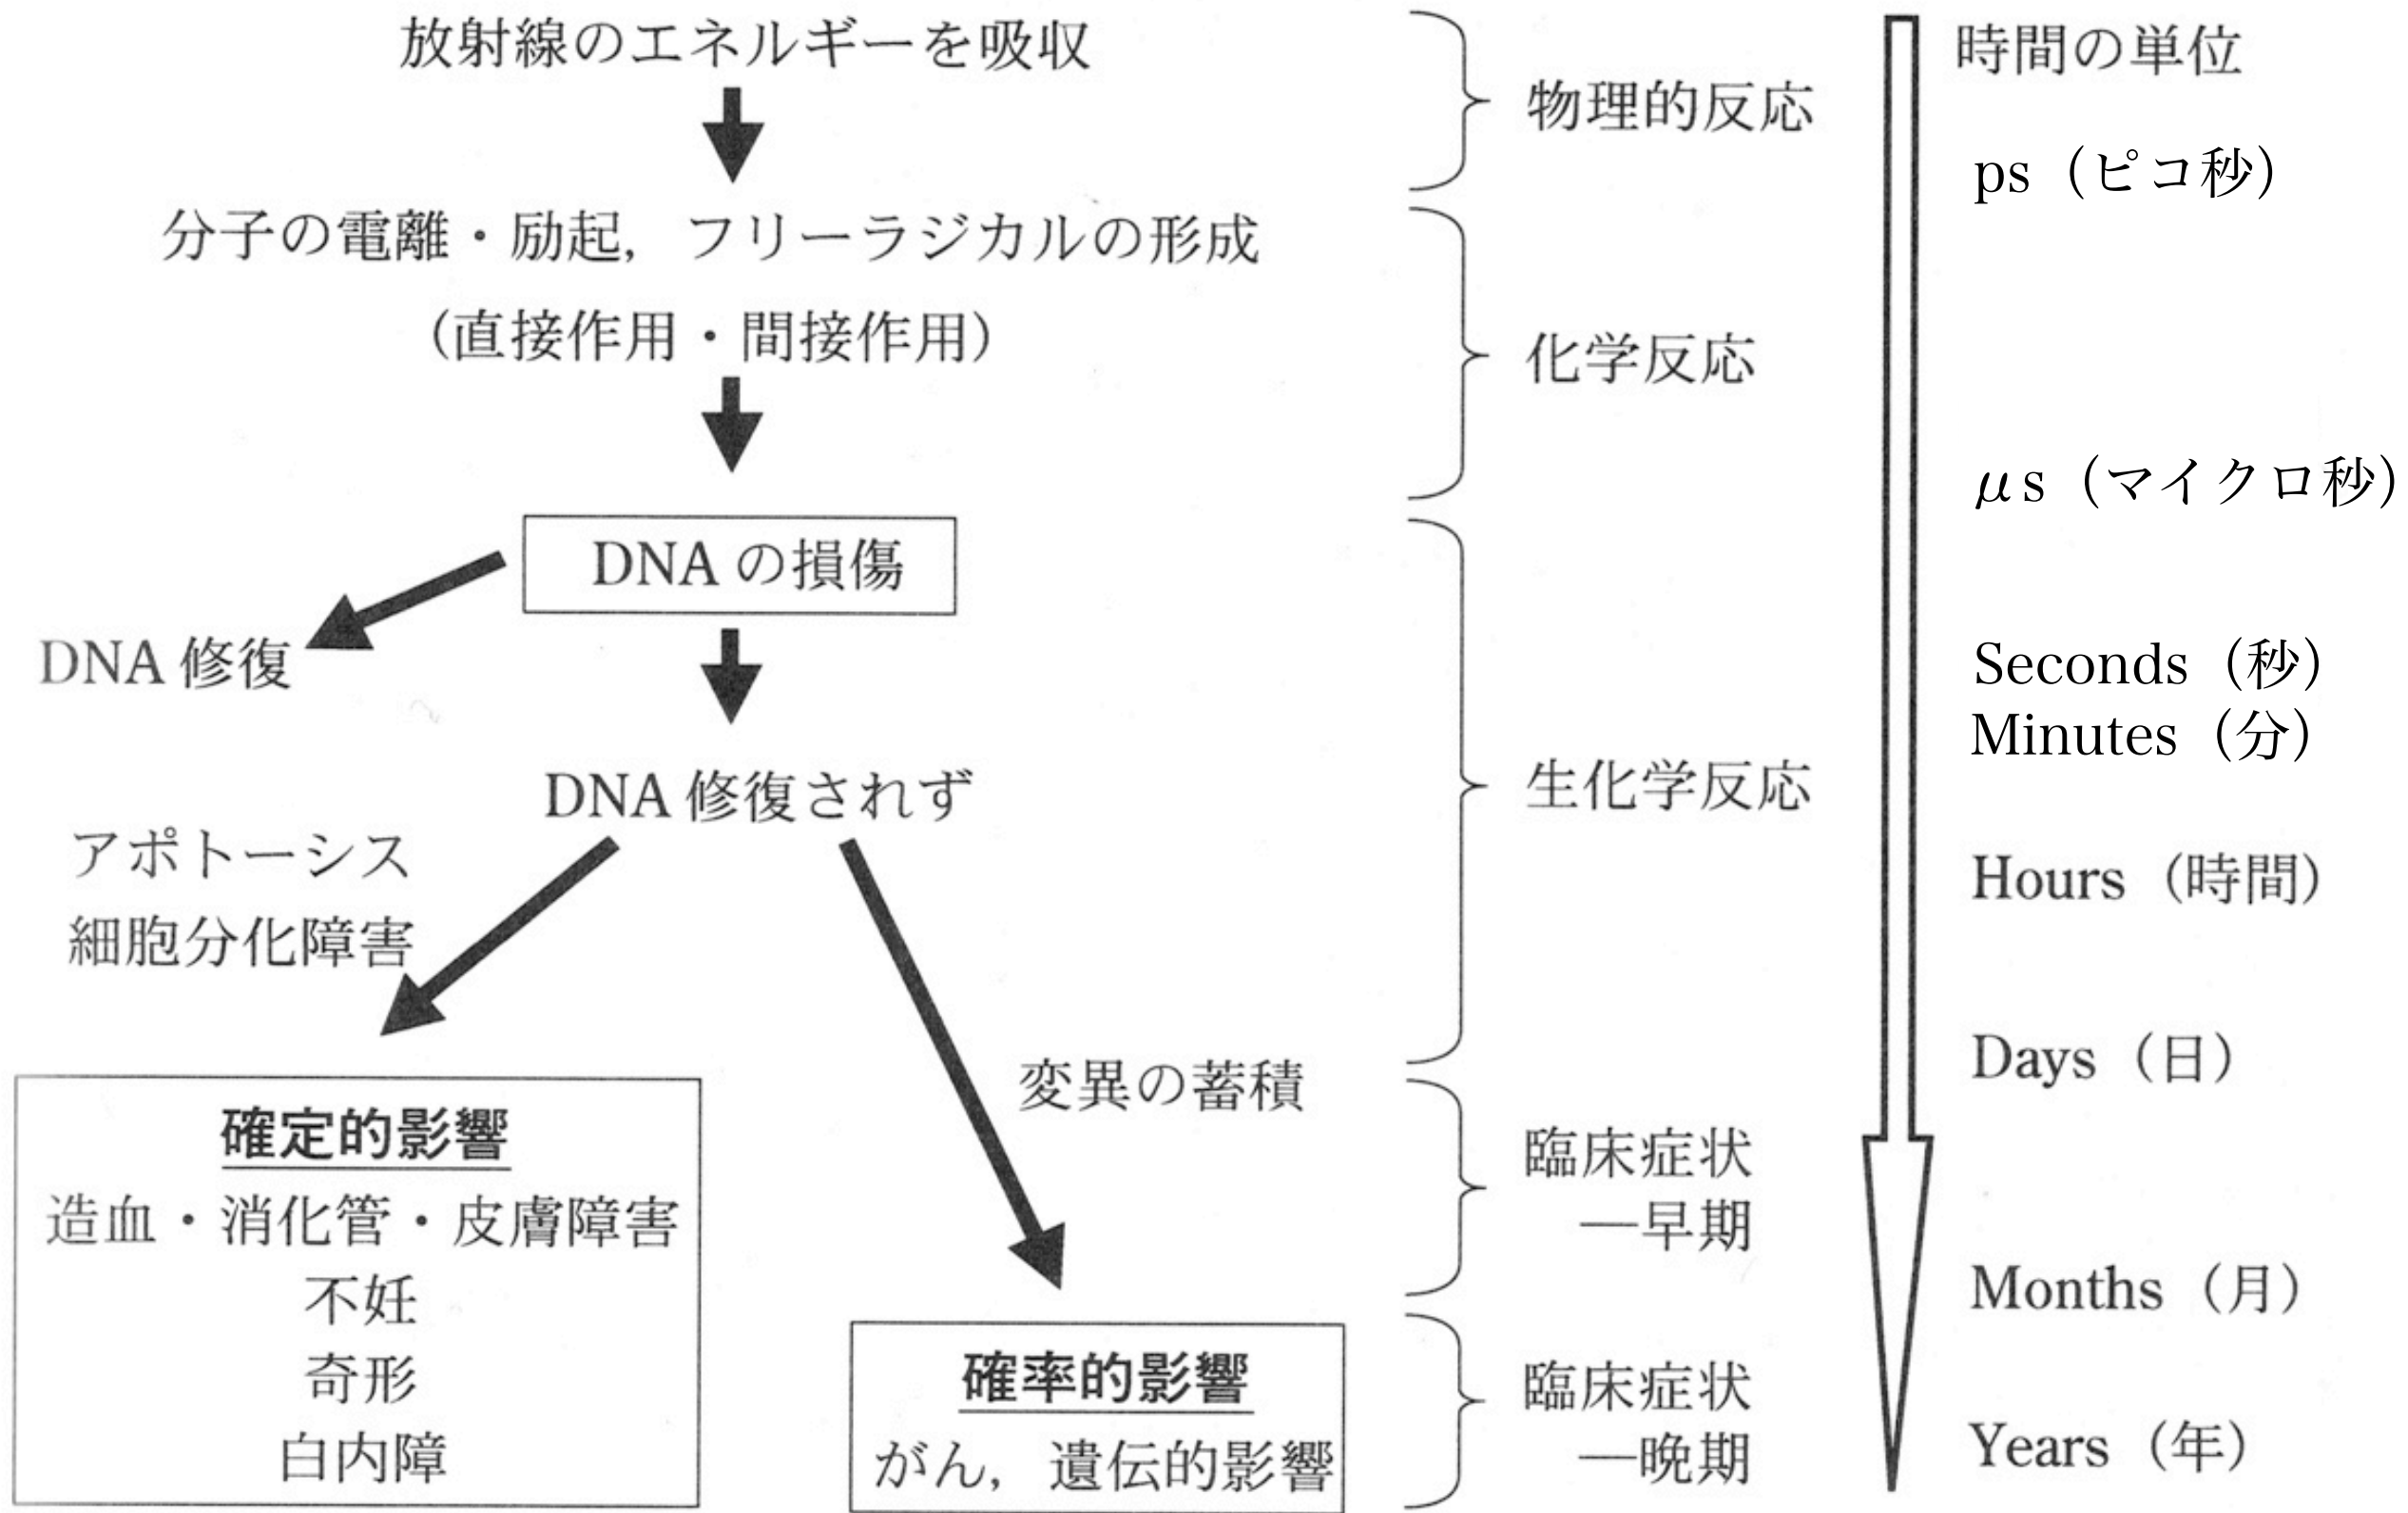 放射線のエネルギーを吸収
分子の電離・励起，フリーラジカルの形成
(直接作用・間接作用)
DNAの損傷
DNA修復
DNA修復されず
アポトーシス
細胞分化障害
変異の蓄積
確定的影響
造血・消化管・皮膚障害
不妊
奇形
白内障
確率的影響
がん，遺伝的影響
物理的反応
化学反応
生化学反応
臨床症状
―早期
臨床症状
―晩期
時間の単位
ps（ピコ秒）
μs（マイクロ秒）
Seconds（秒）
Minutes（分）
Hours（時間）
Days（日）
Months（月）
Years（年）